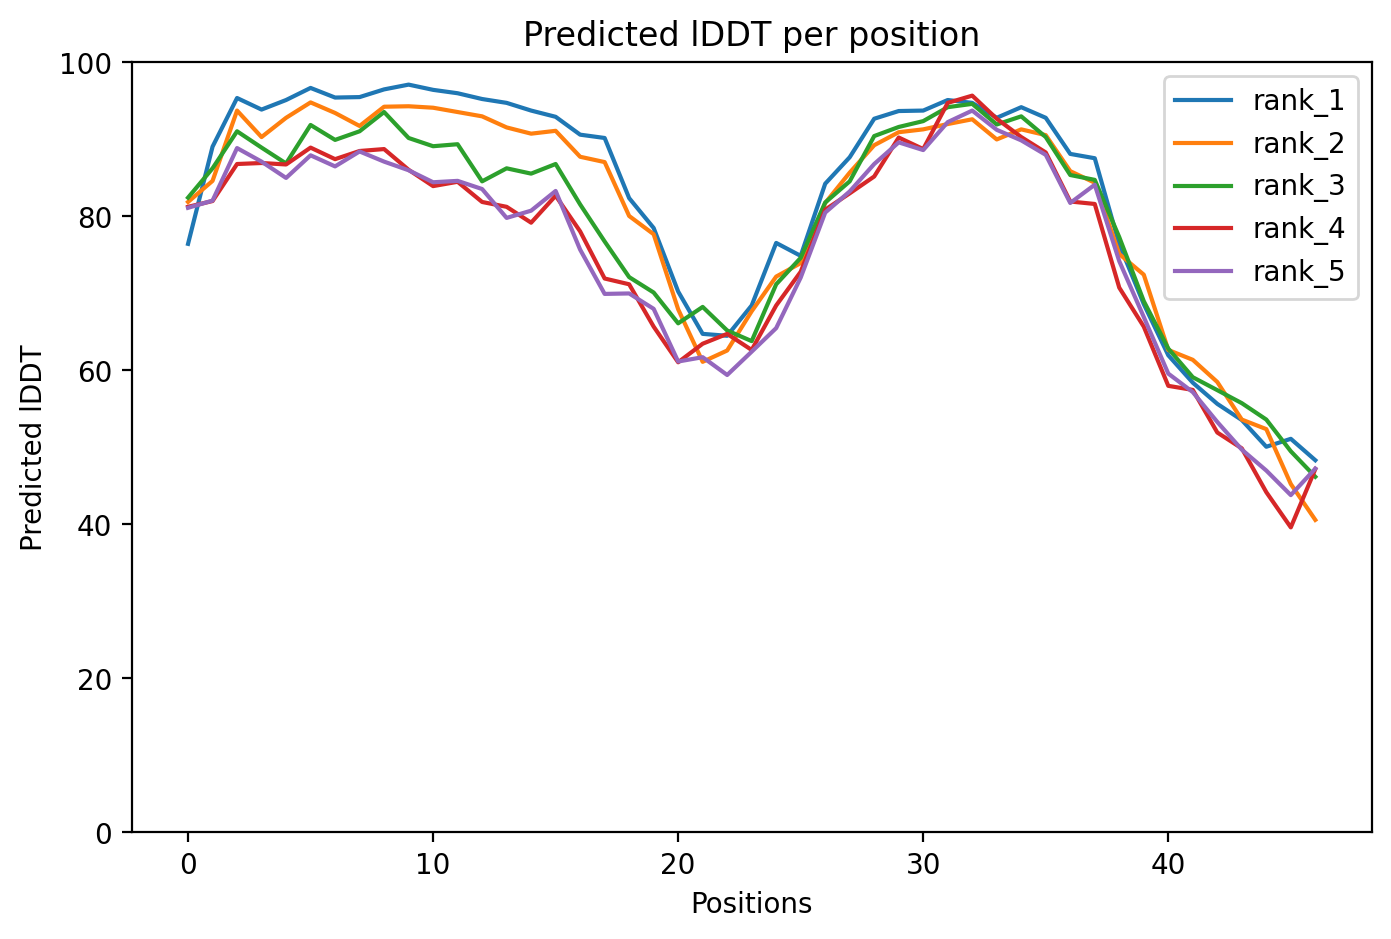 Predicted lDDT per position
100
80
60
40
20
0
Predicted lDDT
0 10 20 30 40
Positions
rank_1
rank_2
rank_3
rank_4
rank_5